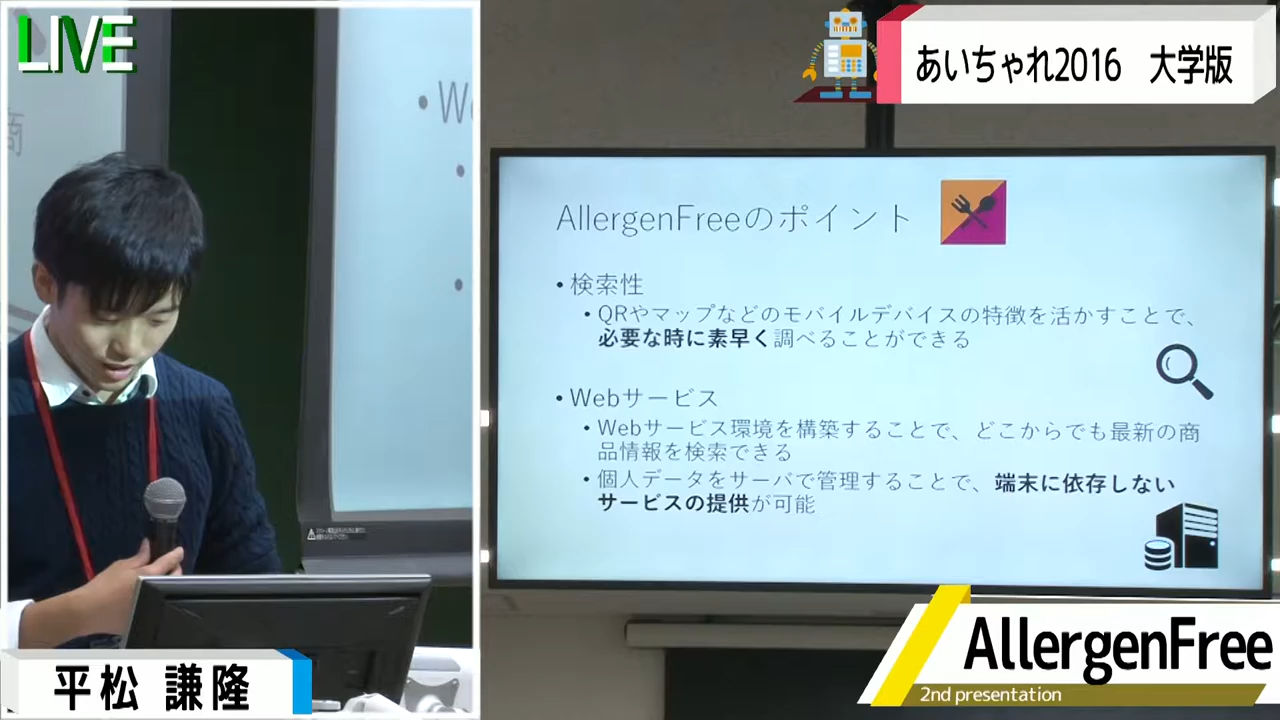 LIVE
あいちゃれ2016 大学版
商
• We
AllergenFreeのポイント
• 検索性
• QRやマップなどのモバイルデバイスの特徴を活かすことで、
必要な時に素早く調べることができる
• Webサービス
• Webサービス環境を構築することで、どこからでも最新の商
品情報を検索できる
• 個人データをサーバで管理することで、端末に依存しない
サービスの提供が可能
平松 謙隆
AllergenFree
2nd presentation